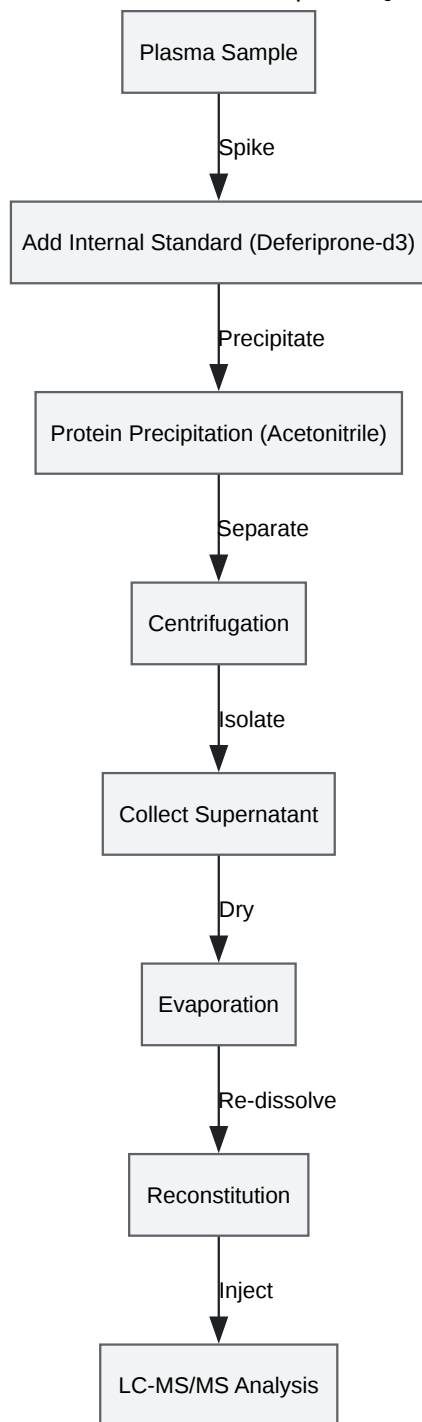 Plasma Sample
Spike
Add Internal Standard (Deferiprone-d3)
Precipitate
Protein Precipitation (Acetonitrile)
Separate
Centrifugation
Isolate
Collect Supernatant
Dry
Evaporation
Re-dissolve
Reconstitution
Inject
LC-MS/MS Analysis